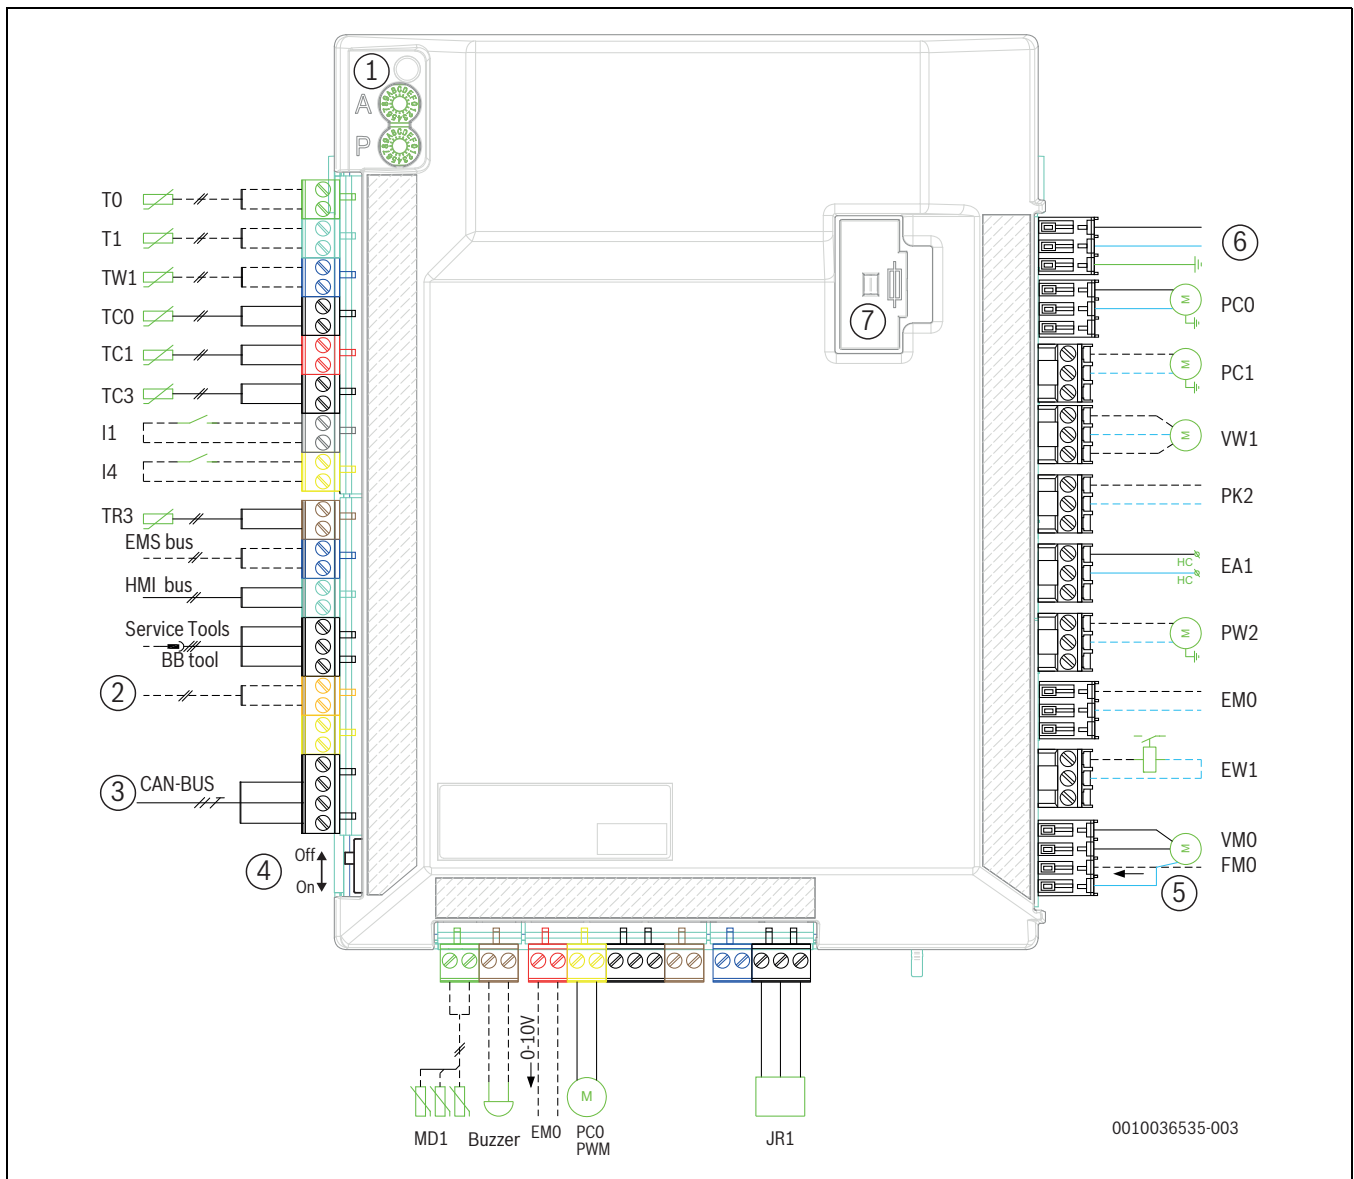 1
A
P
T0
T1
TW1
TC0
TC1
TC3
I1
I4
TR3
EMS bus
HMI bus
Service Tools
BB tool
2
3 CAN-BUS
4 Off
On
6
PC0
7
PC1
VW1
PK2
HC
HC
EA1
PW2
EM0
EW1
VM0
FM0
5
M
M
M
M
M
0-10V
M
MD1
Buzzer
EM0
PC0
PWM
JR1
0010036535-003